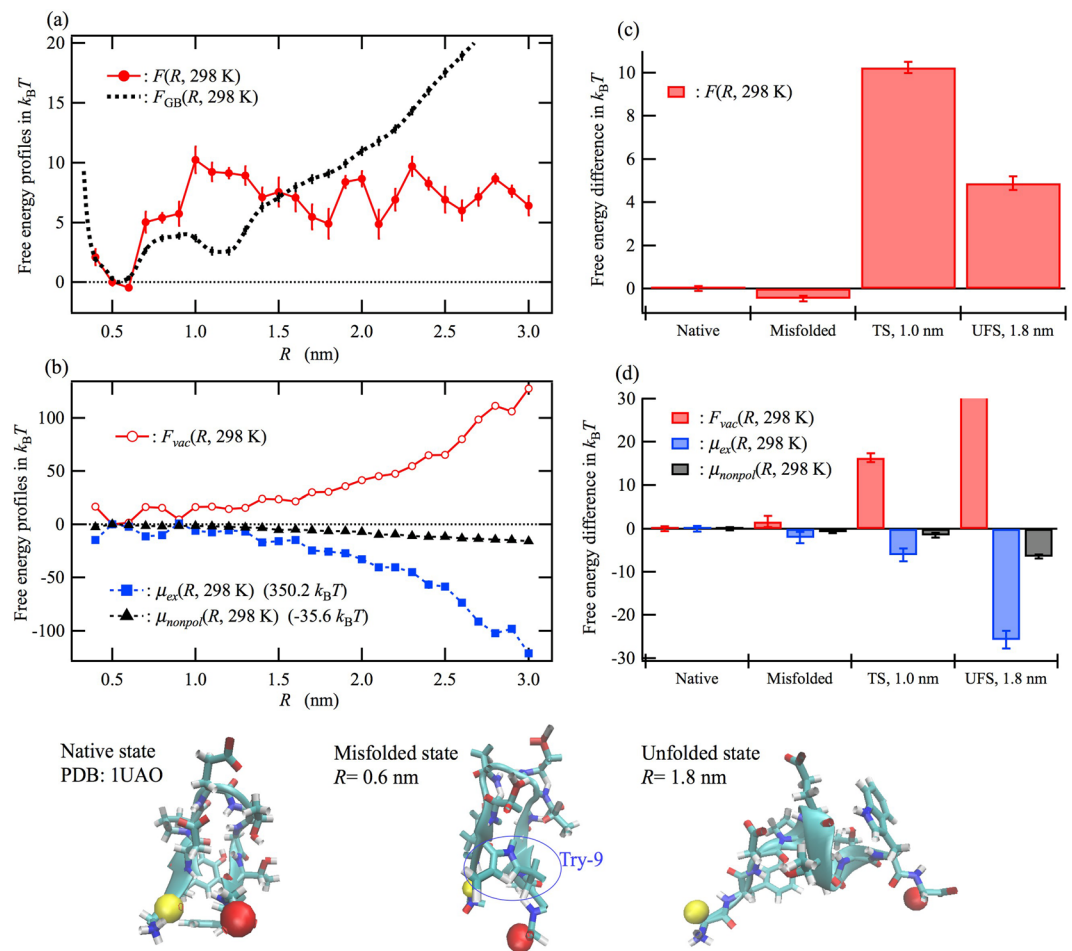 (a)
Free energy profiles in kBT
20
15
10
5
0
: F(R, 298 K)
: FGB(R, 298 K)
0.5 1.0 1.5 2.0 2.5 3.0
R (nm)
(c)
Free energy difference in kBT
10
8
6
4
2
0
: F(R, 298 K)
Native Misfolded TS, 1.0 nm UFS, 1.8 nm
(b)
Free energy profiles in kBT
100
50
0
-50
-100
: Fvac(R, 298 K)
: μex(R, 298 K) (350.2 kBT)
: μnonpol(R, 298 K) (-35.6 kBT)
0.5 1.0 1.5 2.0 2.5 3.0
R (nm)
(d)
Free energy difference in kBT
30
20
10
0
-10
-20
-30
: Fvac(R, 298 K)
: μex(R, 298 K)
: μnonpol(R, 298 K)
Native Misfolded TS, 1.0 nm UFS, 1.8 nm
Native state
PDB: 1UAO
Misfolded state
R= 0.6 nm
Try-9
Unfolded state
R= 1.8 nm